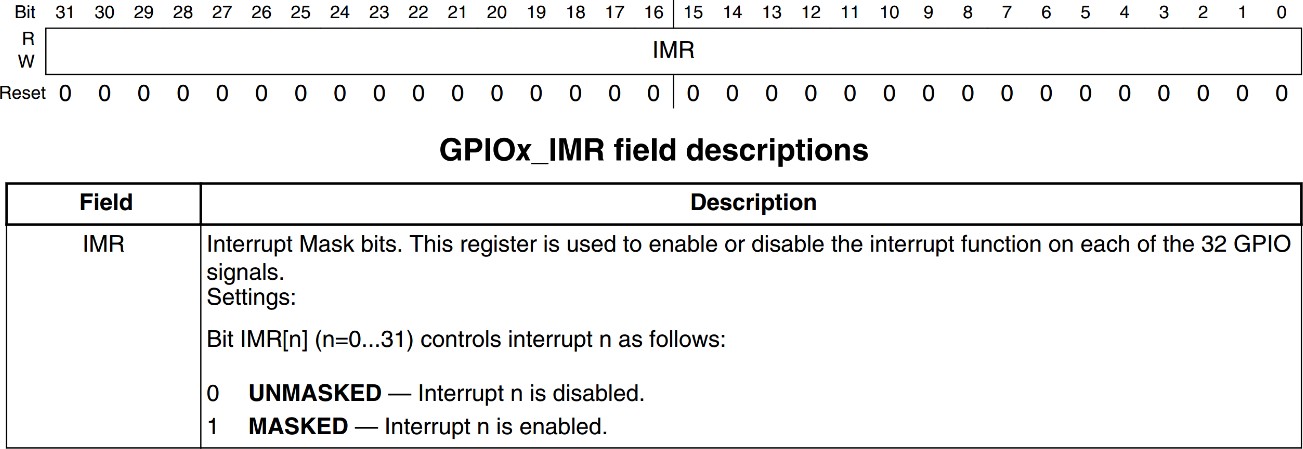 Bit 31 30 29 28 27 26 25 24 23 22 21 20 19 18 17 16 15 14 13 12 11 10 9 8 7 6 5 4 3 2 1 0
R
IMR
W
Reset 0 0 0 0 0 0 0 0 0 0 0 0 0 0 0 0 0 0 0 0 0 0 0 0 0 0 0 0 0 0 0 0
GPIOx_IMR field descriptions
Field Description
IMR Interrupt Mask bits. This register is used to enable or disable the interrupt function on each of the 32 GPIO
signals.
Settings:
Bit IMR[n] (n=0...31) controls interrupt n as follows:
0 UNMASKED — Interrupt n is disabled.
1 MASKED — Interrupt n is enabled.